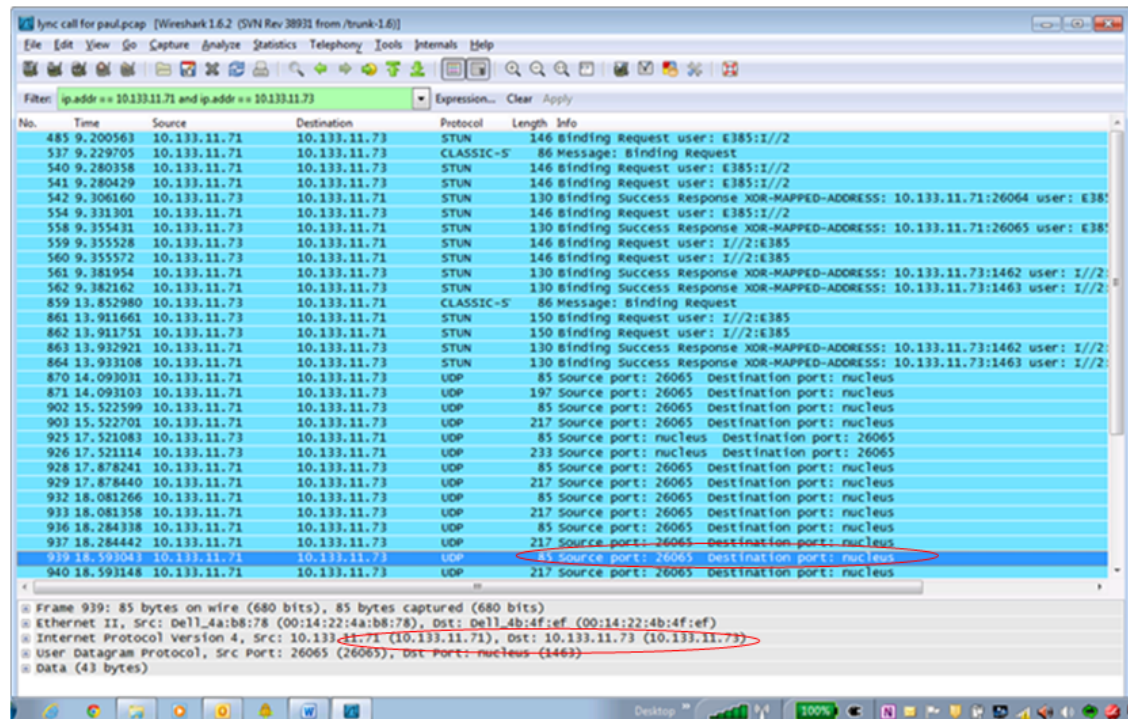 lync call for paul.pcap [Wireshark 1.6.2 (SVN Rev 38931 from /trunk-1.6)]
File Edit View Go Capture Analyze Statistics Telephony Tools Internals Help
Filter: ip.addr == 10.133.11.71 and ip.addr == 10.133.11.73 Expression... Clear Apply
No. Time Source Destination Protocol Length Info
485 9.200563 10.133.11.71 10.133.11.73 STUN 146 Binding Request user: E385:I//2
537 9.229705 10.133.11.71 10.133.11.73 CLASSIC-S 86 Message: Binding Request
540 9.280358 10.133.11.71 10.133.11.73 STUN 146 Binding Request user: E385:I//2
541 9.280429 10.133.11.71 10.133.11.73 STUN 146 Binding Request user: E385:I//2
542 9.306160 10.133.11.73 10.133.11.71 STUN 130 Binding Success Response XOR-MAPPED-ADDRESS: 10.133.11.71:26064 user: E385
554 9.331301 10.133.11.71 10.133.11.73 STUN 146 Binding Request user: E385:I//2
558 9.355431 10.133.11.73 10.133.11.71 STUN 130 Binding Success Response XOR-MAPPED-ADDRESS: 10.133.11.71:26065 user: E385
559 9.355528 10.133.11.73 10.133.11.71 STUN 146 Binding Request user: I//2:E385
560 9.355572 10.133.11.73 10.133.11.71 STUN 146 Binding Request user: I//2:E385
561 9.381954 10.133.11.71 10.133.11.73 STUN 130 Binding Success Response XOR-MAPPED-ADDRESS: 10.133.11.73:1462 user: I//2:
562 9.382162 10.133.11.71 10.133.11.73 STUN 130 Binding Success Response XOR-MAPPED-ADDRESS: 10.133.11.73:1463 user: I//2:
859 13.852980 10.133.11.73 10.133.11.71 CLASSIC-S 86 Message: Binding Request
861 13.911661 10.133.11.73 10.133.11.71 STUN 150 Binding Request user: I//2:E385
862 13.911751 10.133.11.73 10.133.11.71 STUN 150 Binding Request user: I//2:E385
863 13.932921 10.133.11.71 10.133.11.73 STUN 130 Binding Success Response XOR-MAPPED-ADDRESS: 10.133.11.73:1462 user: I//2:
864 13.933108 10.133.11.71 10.133.11.73 STUN 130 Binding Success Response XOR-MAPPED-ADDRESS: 10.133.11.73:1463 user: I//2:
870 14.093031 10.133.11.71 10.133.11.73 UDP 85 Source port: 26065 Destination port: nucleus
871 14.093103 10.133.11.71 10.133.11.73 UDP 197 Source port: 26065 Destination port: nucleus
902 15.522599 10.133.11.71 10.133.11.73 UDP 85 Source port: 26065 Destination port: nucleus
903 15.522701 10.133.11.71 10.133.11.73 UDP 217 Source port: 26065 Destination port: nucleus
925 17.521083 10.133.11.73 10.133.11.71 UDP 85 Source port: nucleus Destination port: 26065
926 17.521114 10.133.11.73 10.133.11.71 UDP 233 Source port: nucleus Destination port: 26065
928 17.878241 10.133.11.71 10.133.11.73 UDP 85 Source port: 26065 Destination port: nucleus
929 17.878440 10.133.11.71 10.133.11.73 UDP 217 Source port: 26065 Destination port: nucleus
932 18.081266 10.133.11.71 10.133.11.73 UDP 85 Source port: 26065 Destination port: nucleus
933 18.081358 10.133.11.71 10.133.11.73 UDP 217 Source port: 26065 Destination port: nucleus
936 18.284338 10.133.11.71 10.133.11.73 UDP 85 Source port: 26065 Destination port: nucleus
937 18.284442 10.133.11.71 10.133.11.73 UDP 217 Source port: 26065 Destination port: nucleus
939 18.593043 10.133.11.71 10.133.11.73 UDP 85 Source port: 26065 Destination port: nucleus
940 18.593148 10.133.11.71 10.133.11.73 UDP 217 Source port: 26065 Destination port: nucleus
Frame 939: 85 bytes on wire (680 bits), 85 bytes captured (680 bits)
Ethernet II, Src: Dell_4a:b8:78 (00:14:22:4a:b8:78), Dst: Dell_4b:4f:ef (00:14:22:4b:4f:ef)
Internet Protocol Version 4, Src: 10.133.11.71 (10.133.11.71), Dst: 10.133.11.73 (10.133.11.73)
User Datagram Protocol, Src Port: 26065 (26065), Dst Port: nucleus (1463)
Data (43 bytes)
Desktop » 100%